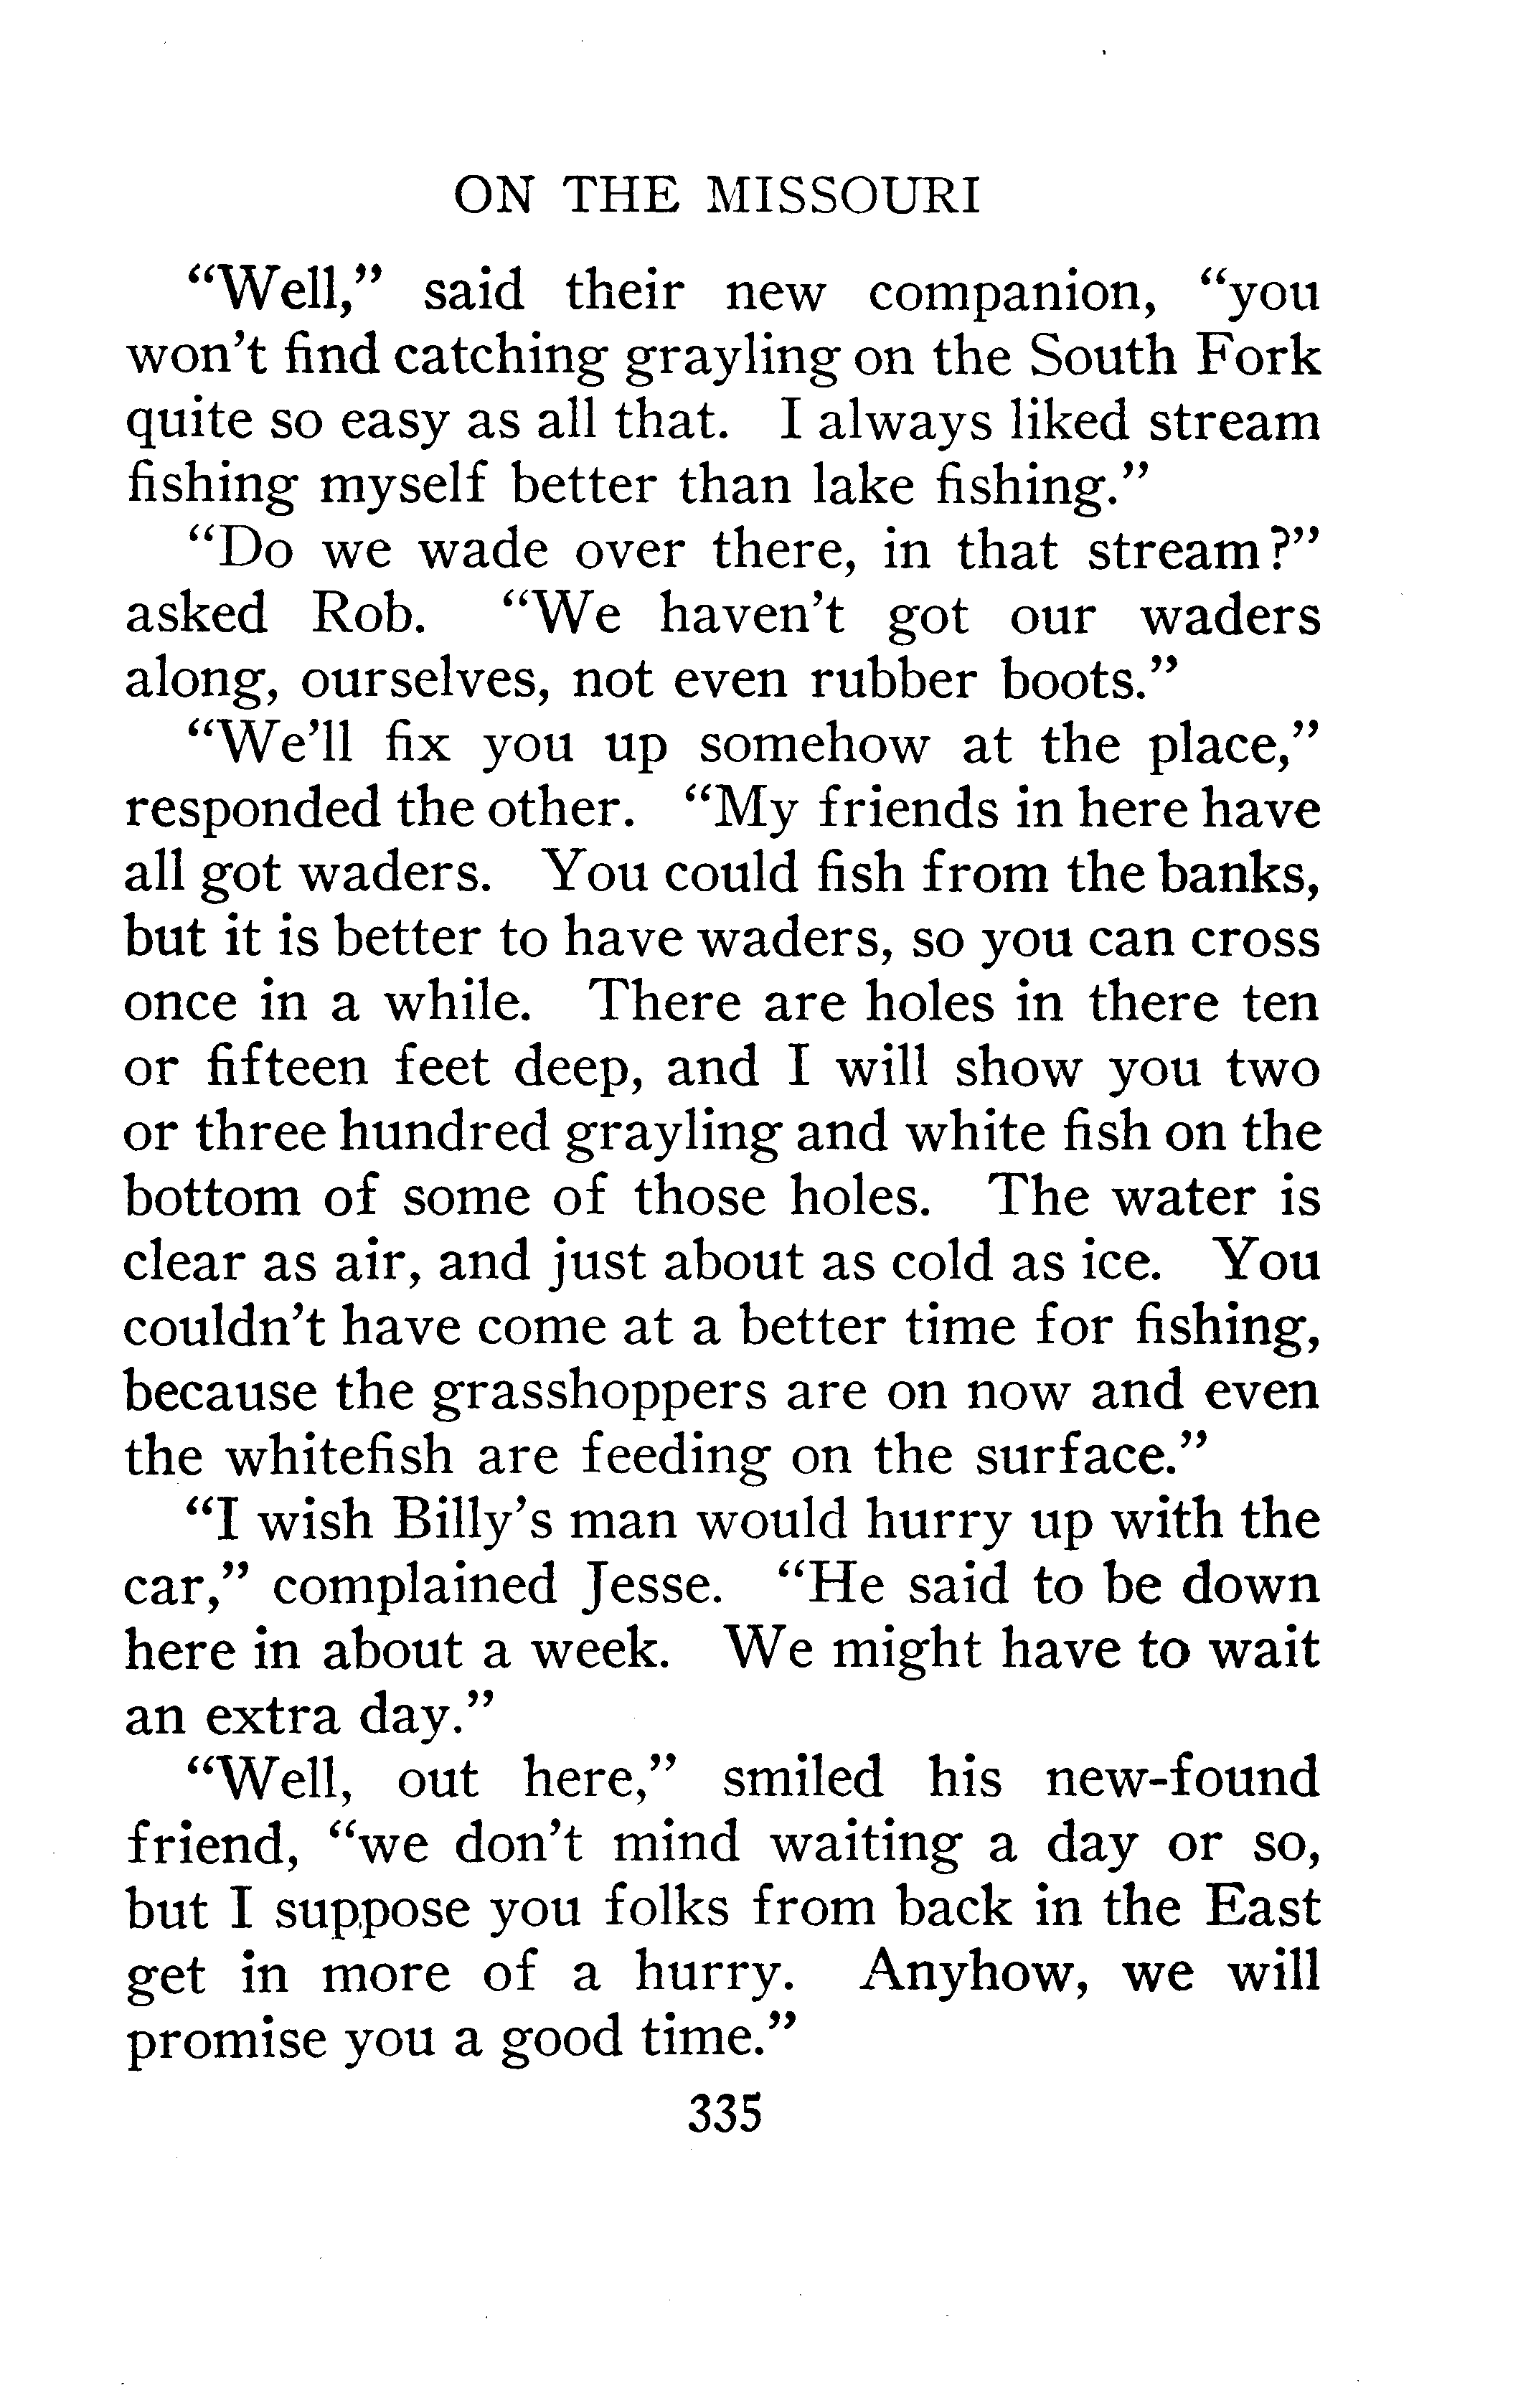 ON THE MISSOURI
“Well,” said their new companion, “you
won't find catching grayling on the South Fork
quite so easy as all that. I always liked stream
fishing myself better than lake fishing.”
“Do we wade over there, in that stream?”
asked Rob. “We haven't got our waders
along, ourselves, not even rubber boots.”
“We'll fix you up somehow at the place,”
responded the other. “My friends in here have
all got waders. You could fish from the banks,
but it is better to have waders, so you can cross
once in a while. There are holes in there ten
or fifteen feet deep, and I will show you two
or three hundred grayling and white fish on the
bottom of some of those holes. The water is
clear as air, and just about as cold as ice. You
couldn't have come at a better time for fishing,
because the grasshoppers are on now and even
the whitefish are feeding on the surface.”
“I wish Billy's man would hurry up with the
car,” complained Jesse. “He said to be down
here in about a week. We might have to wait
an extra day.”
“Well, out here,” smiled his new-found
friend, “we don't mind waiting a day or so,
but I suppose you folks from back in the East
get in more of a hurry. Anyhow, we will
promise you a good time.”
335